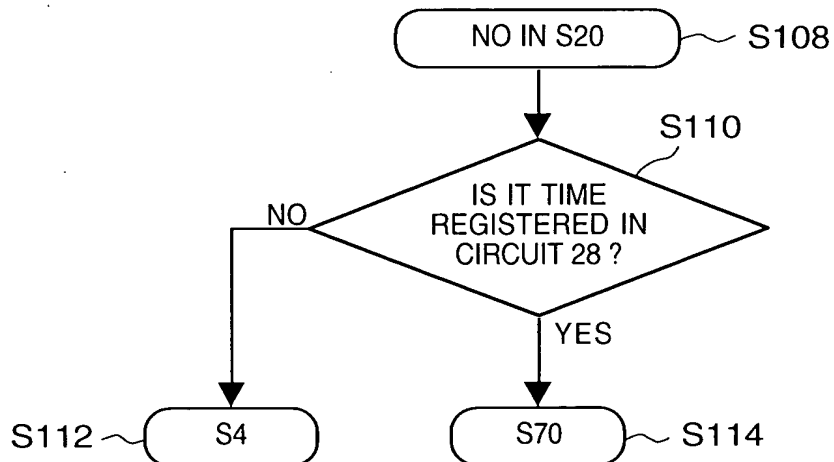 NO IN S20
S108
S110
IS IT TIME
REGISTERED IN
CIRCUIT 28 ?
NO
YES
S112
S4
S70
S114